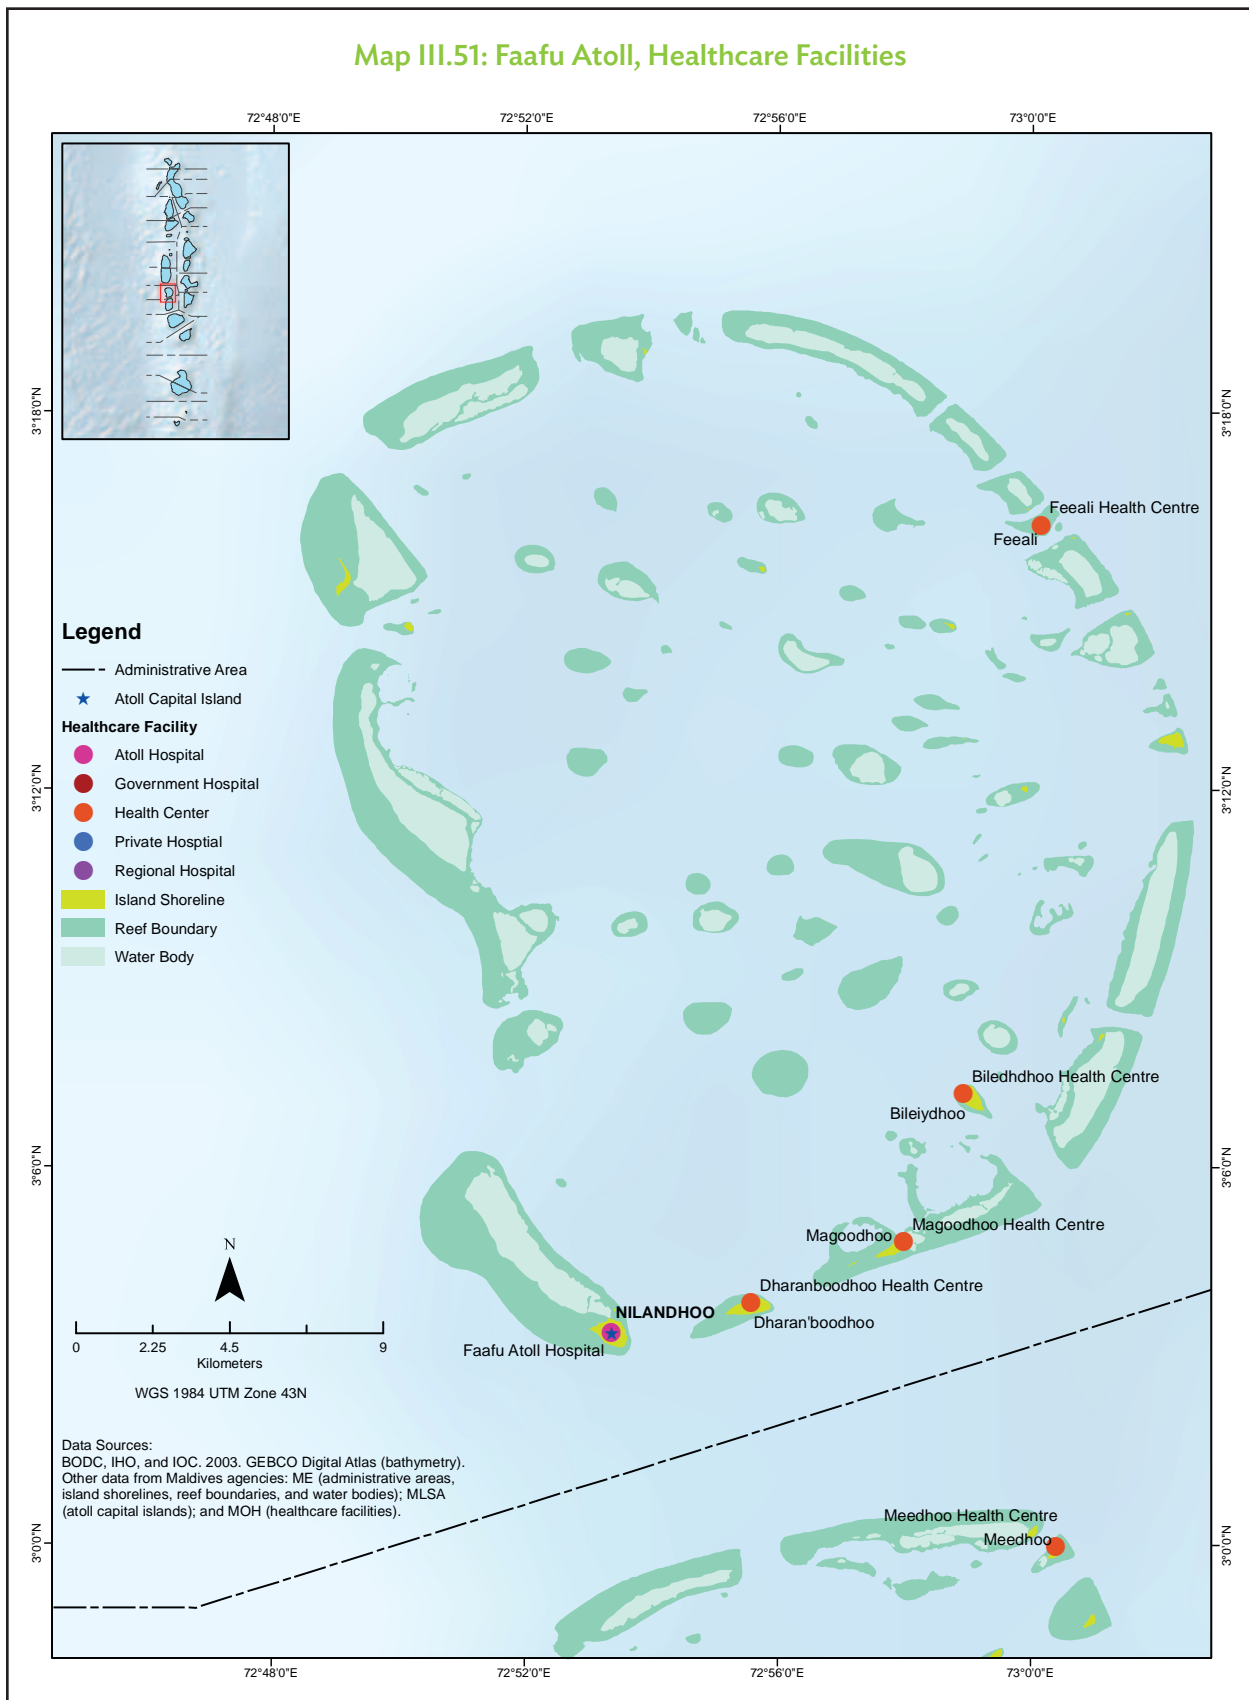 Map III.51: Faafu Atoll, Healthcare Facilities
72°48'0"E
72°52'0"E
72°56'0"E
73°0'0"E
3°18'0"N
3°18'0"N
Feeali Health Centre
Feeali
Legend
Administrative Area
Atoll Capital Island
Healthcare Facility
Atoll Hospital
Government Hospital
Health Center
Private Hosptial
Regional Hospital
Island Shoreline
Reef Boundary
Water Body
3°12'0"N
3°12'0"N
Biledhdhoo Health Centre
Bileiydhoo
3°6'0"N
3°6'0"N
Magoodhoo Health Centre
Magoodhoo
Dharanboodhoo Health Centre
Dharan'boodhoo
NILANDHOO
Faafu Atoll Hospital
N
0 2.25 4.5 9
Kilometers
WGS 1984 UTM Zone 43N
Data Sources:
BODC, IHO, and IOC. 2003. GEBCO Digital Atlas (bathymetry).
Other data from Maldives agencies: ME (administrative areas,
island shorelines, reef boundaries, and water bodies); MLSA
(atoll capital islands); and MOH (healthcare facilities).
Meedhoo Health Centre
Meedhoo
3°0'0"N
3°0'0"N
72°48'0"E
72°52'0"E
72°56'0"E
73°0'0"E